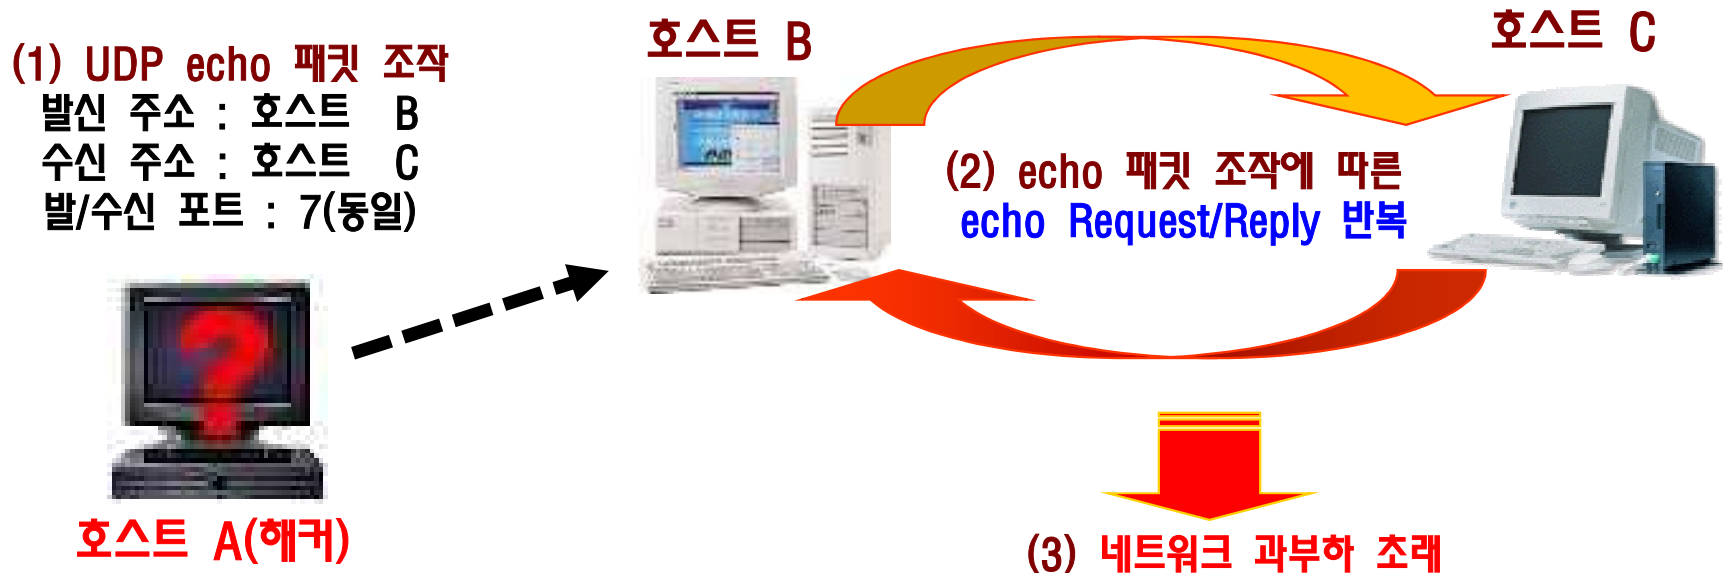 (1) UDP echo 패킷 조작
발신 주소 : 호스트 B
수신 주소 : 호스트 C
발/수신 포트 : 7(동일)
호스트 B
호스트 C
(2) echo 패킷 조작에 따른
echo Request/Reply 반복
호스트 A(해커)
(3) 네트워크 과부하 초래